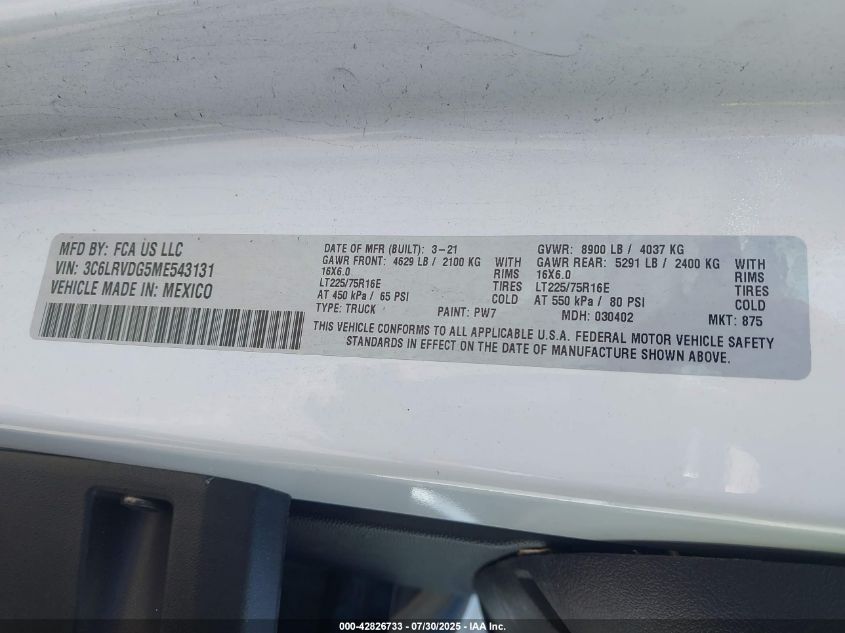 MFD BY: FCA US LLC
VIN: 3C6LRVDG5ME543131
VEHICLE MADE IN: MEXICO
DATE OF MFR (BUILT): 3-21
GAWR FRONT: 4629 LB / 2100 KG WITH
16X6.0 RIMS
LT225/75R16E TIRES
AT 450 kPa / 65 PSI COLD
TYPE: TRUCK PAINT: PW7
GVWR: 8900 LB / 4037 KG
GAWR REAR: 5291 LB / 2400 KG WITH
16X6.0 RIMS
LT225/75R16E TIRES
AT 550 kPa / 80 PSI COLD
MDH: 030402 MKT: 875
THIS VEHICLE CONFORMS TO ALL APPLICABLE U.S.A. FEDERAL MOTOR VEHICLE SAFETY
STANDARDS IN EFFECT ON THE DATE OF MANUFACTURE SHOWN ABOVE.
000-42826733 - 07/30/2025 - IAA Inc.